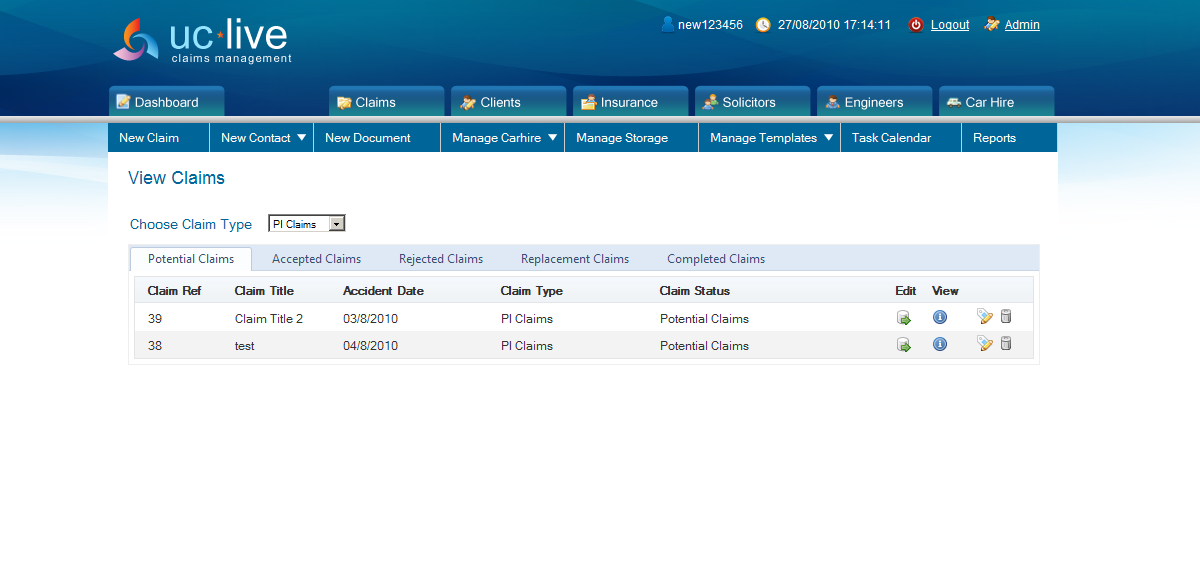 uc live
claims management
new123456 27/08/2010 17:14:11 Logout Admin
Dashboard Claims Clients Insurance Solicitors Engineers Car Hire
New Claim New Contact New Document Manage Carhire Manage Storage Manage Templates Task Calendar Reports
View Claims
Choose Claim Type PI Claims
Potential Claims Accepted Claims Rejected Claims Replacement Claims Completed Claims
Claim Ref Claim Title Accident Date Claim Type Claim Status Edit View
39 Claim Title 2 03/8/2010 PI Claims Potential Claims
38 test 04/8/2010 PI Claims Potential Claims